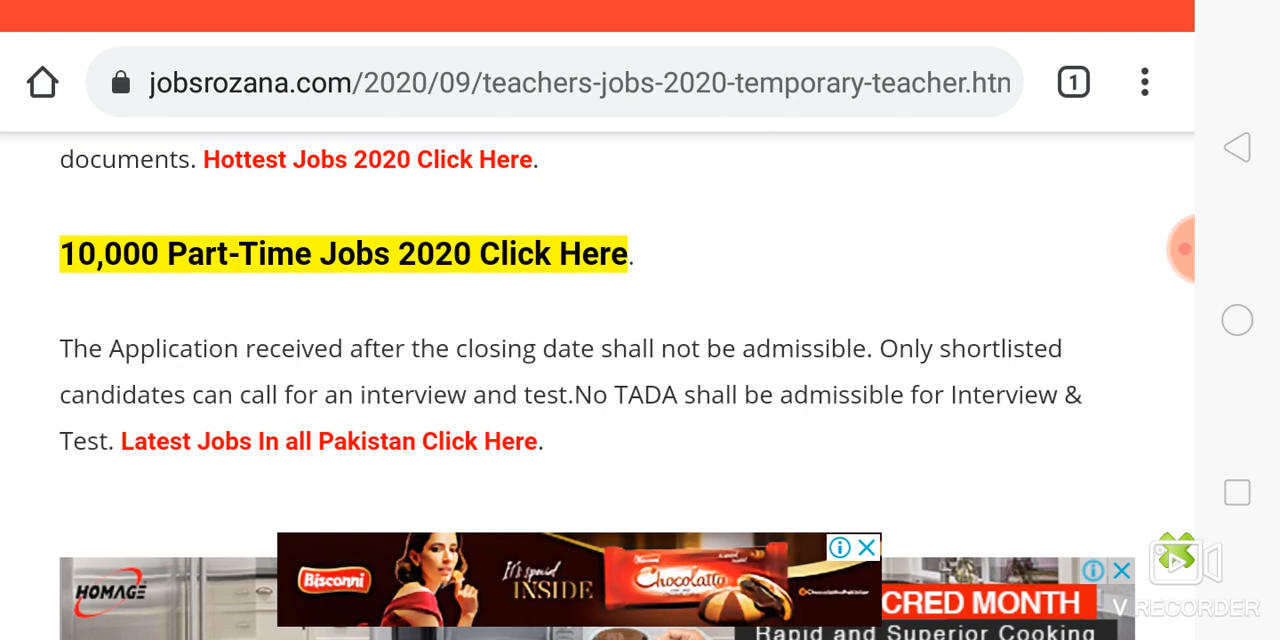 jobsrozana.com/2020/09/teachers-jobs-2020-temporary-teacher.htn
1
documents. Hottest Jobs 2020 Click Here.
10,000 Part-Time Jobs 2020 Click Here.
The Application received after the closing date shall not be admissible. Only shortlisted
candidates can call for an interview and test.No TADA shall be admissible for Interview &
Test. Latest Jobs In all Pakistan Click Here.
Bisconni
It's special
INSIDE
Chocolatto
HOMAGE
CRED MONTH
Rapid and Superior Cooking
V RECORDER